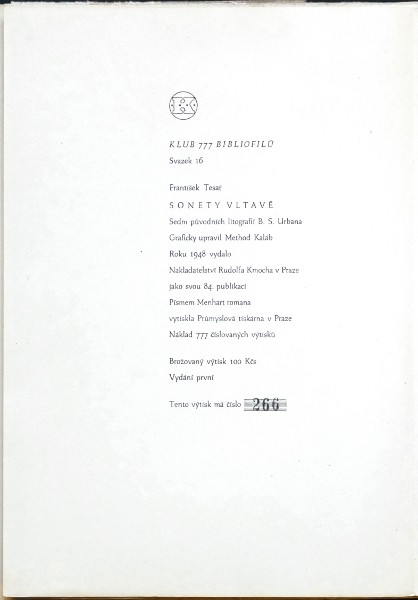 KLUB 777 BIBLIOFILŮ
Svazek 16
František Tesař
SONETY VLTAVĚ
Sedm původních litografií B. S. Urbana
Graficky upravil Method Kaláb
Roku 1948 vydalo
Nakladatelství Rudolfa Kmocha v Praze
jako svou 84. publikaci
Písmem Menhart romana
vytiskla Průmyslová tiskárna v Praze
Náklad 777 číslovaných výtisků
Brožovaný výtisk 100 Kčs
Vydání první
Tento výtisk má číslo 266